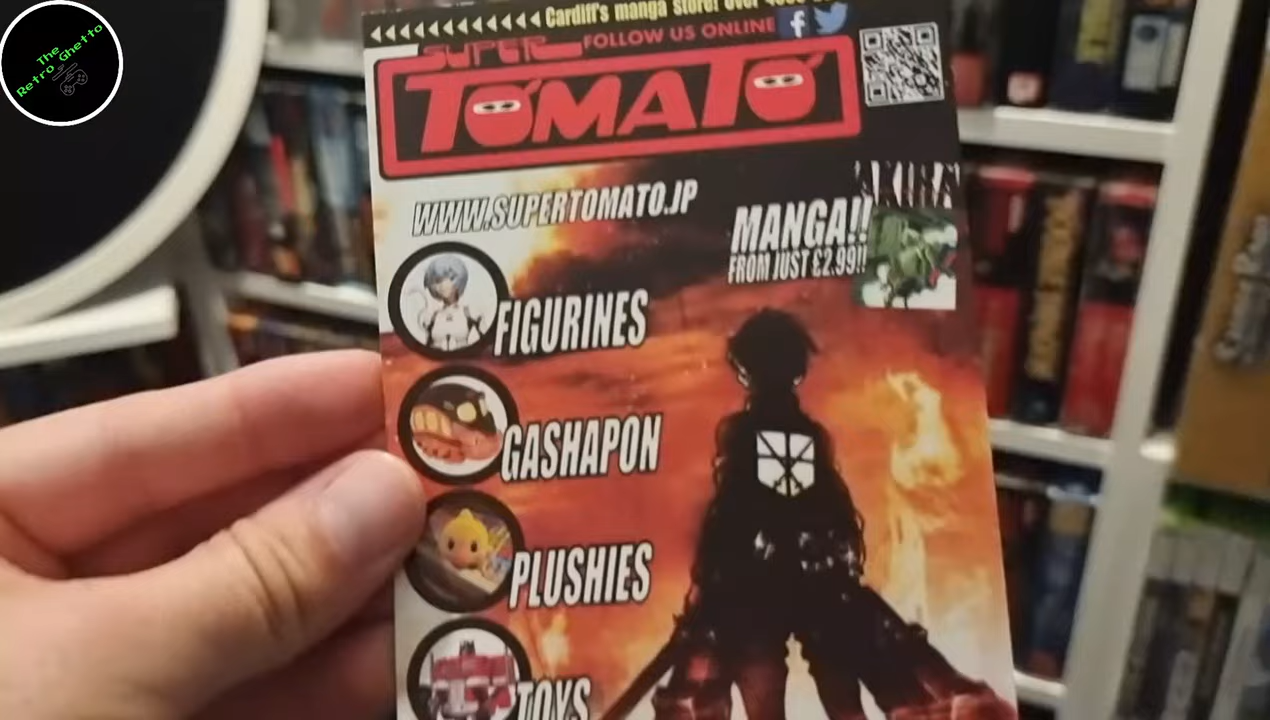 The
Retro Ghetto
Cardiff's manga store! over
FOLLOW US ONLINE
SUPER
TOMATO
WWW.SUPERTOMATO.JP
AKIRA
MANGA!!
FROM JUST £2.99!!
FIGURINES
GASHAPON
PLUSHIES
TOYS